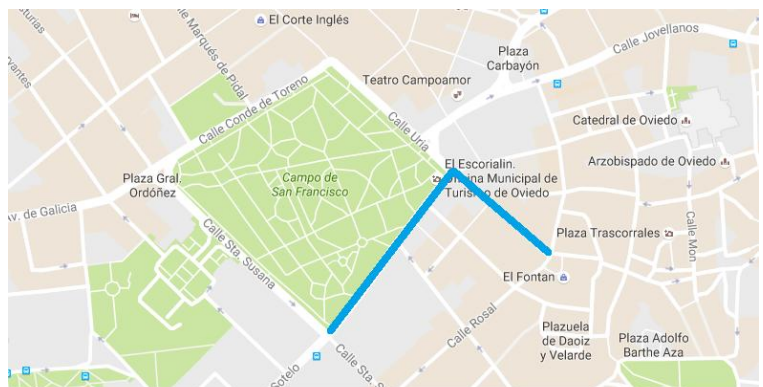 El Corte Inglés
Calle Marqués de Pidal
Plaza
Carbayón
Calle Jovellanos
Teatro Campoamor
Calle Conde de Toreno
Calle Uría
Catedral de Oviedo
El Escorialin.
Oficina Municipal de
Turismo de Oviedo
Arzobispado de Oviedo
Plaza Gral.
Ordóñez
Campo de
San Francisco
Av. de Galicia
Calle Sta. Susana
Plaza Trascorrales
Calle Mon
El Fontan
Calle Rosal
Plazuela
de Daoiz
y Velarde
Plaza Adolfo
Barthe Aza
Sotelo
Calle Sta. S